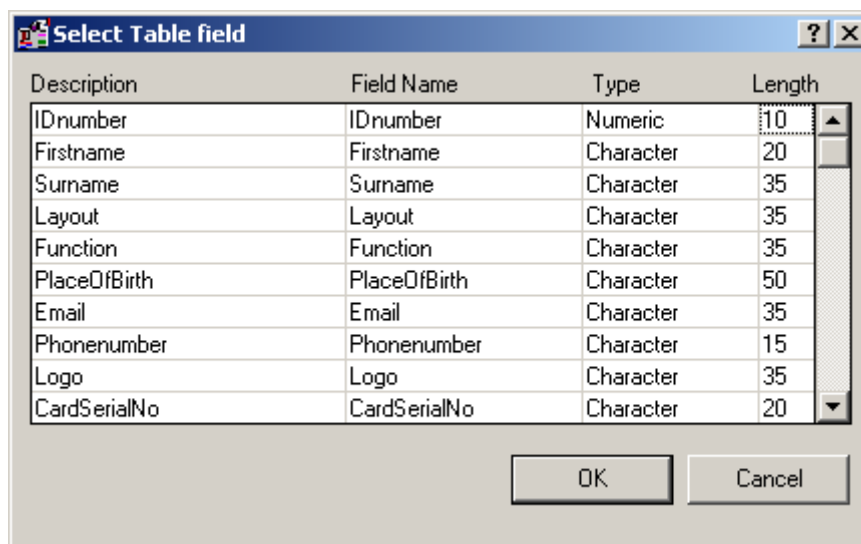 Select Table field
Description Field Name Type Length
IDnumber IDnumber Numeric 10
Firstname Firstname Character 20
Surname Surname Character 35
Layout Layout Character 35
Function Function Character 35
PlaceOfBirth PlaceOfBirth Character 50
Email Email Character 35
Phonenumber Phonenumber Character 15
Logo Logo Character 35
CardSerialNo CardSerialNo Character 20
OK Cancel